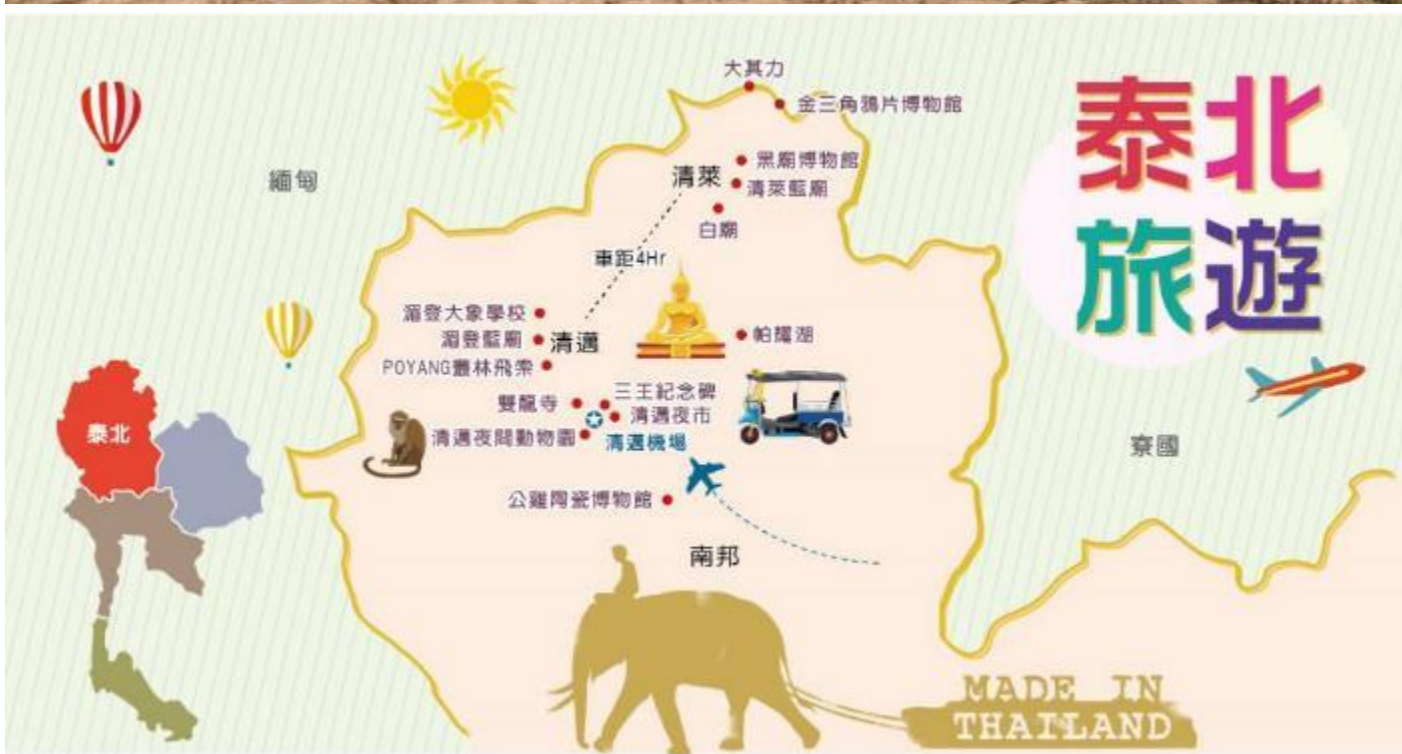 大其力
金三角鴉片博物館
泰北
旅遊
緬甸
清萊
黑廟博物館
清萊藍廟
白廟
車距4Hr
湄登大象學校
湄登藍廟
清邁
帕耀湖
POYANG叢林飛索
三王紀念碑
雙龍寺
清邁夜市
清邁夜間動物園
清邁機場
泰北
寮國
公雞陶瓷博物館
南邦
MADE IN
THAILAND